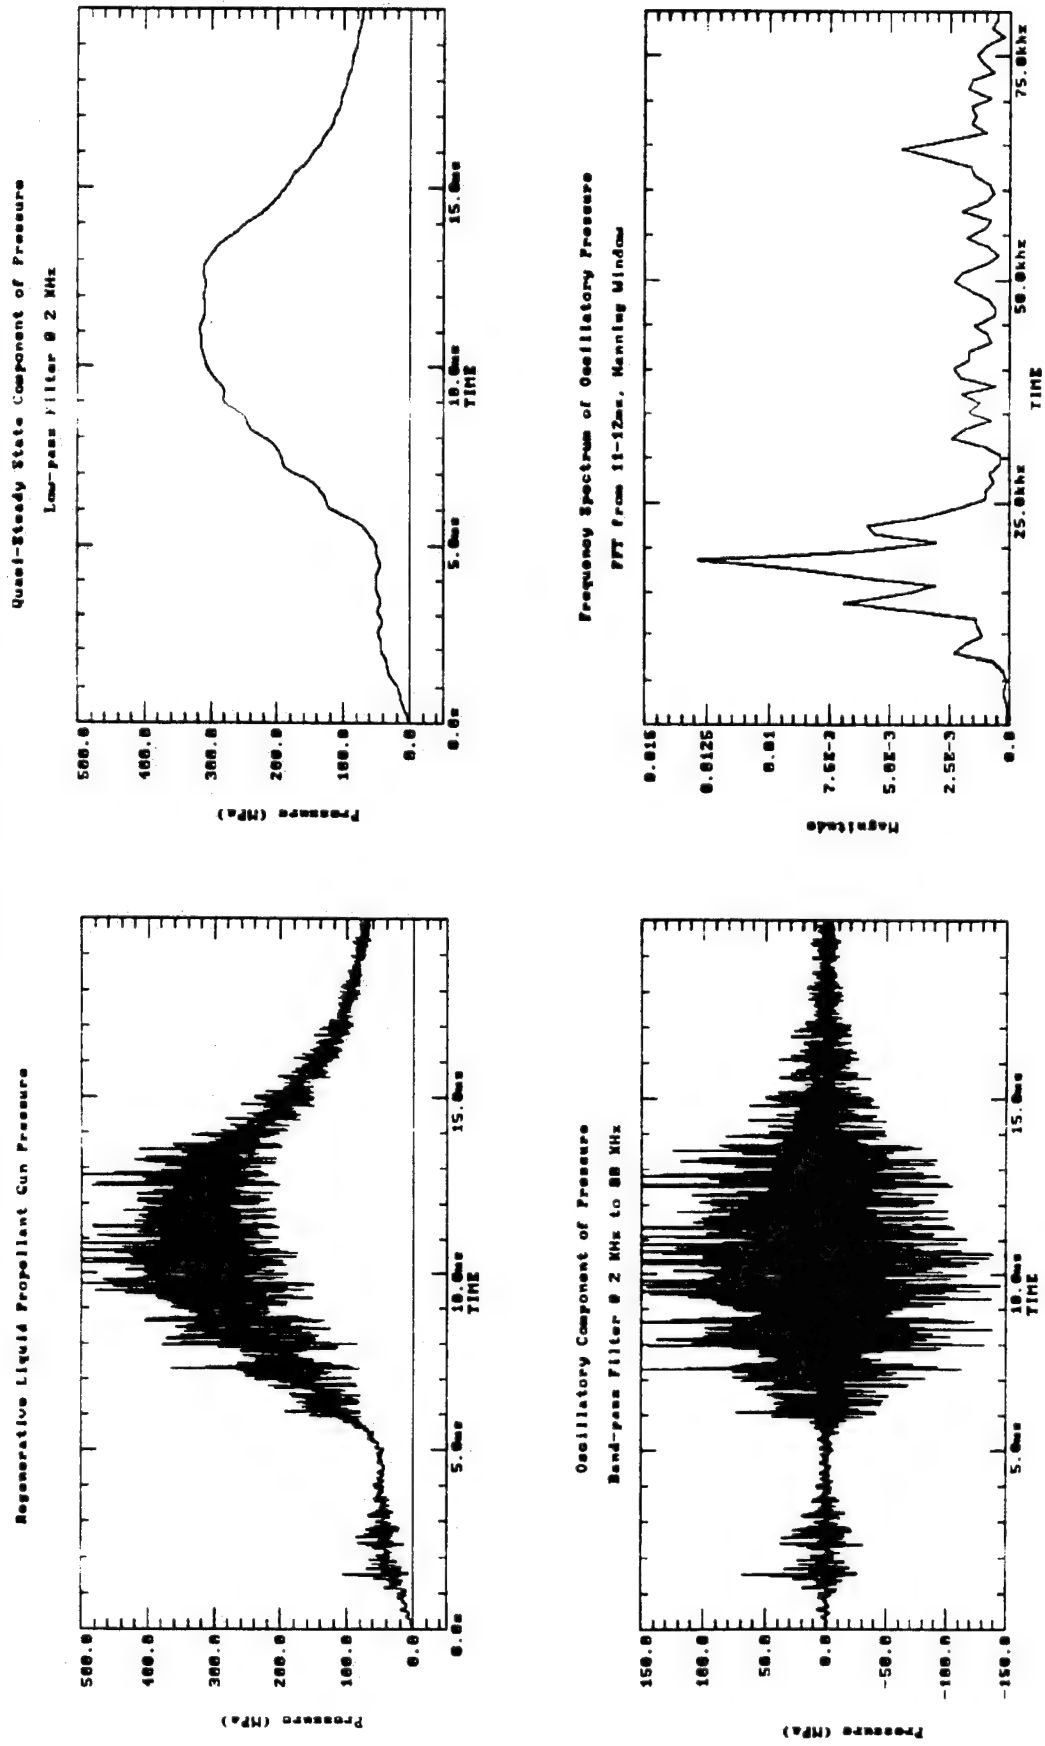 Regenerative Liquid Propellant Gun Pressure
Pressure (MPa)
500.0
400.0
300.0
200.0
100.0
0.0
0.0s
5.0ms
10.0ms
15.0ms
TIME
Quasi-Steady State Component of Pressure
Low-pass Filter @ 2 KHz
Pressure (MPa)
500.0
400.0
300.0
200.0
100.0
0.0
0.0s
5.0ms
10.0ms
15.0ms
TIME
Oscillatory Component of Pressure
Band-pass Filter @ 2 KHz to 80 KHz
Pressure (MPa)
150.0
100.0
50.0
0.0
-50.0
-100.0
-150.0
5.0ms
10.0ms
15.0ms
TIME
Frequency Spectrum of Oscillatory Pressure
FFT from 11-12ms, Hanning Window
Magnitude
0.015
0.0125
0.01
7.5E-3
5.0E-3
2.5E-3
0.0
25.0khz
50.0khz
75.0khz
TIME